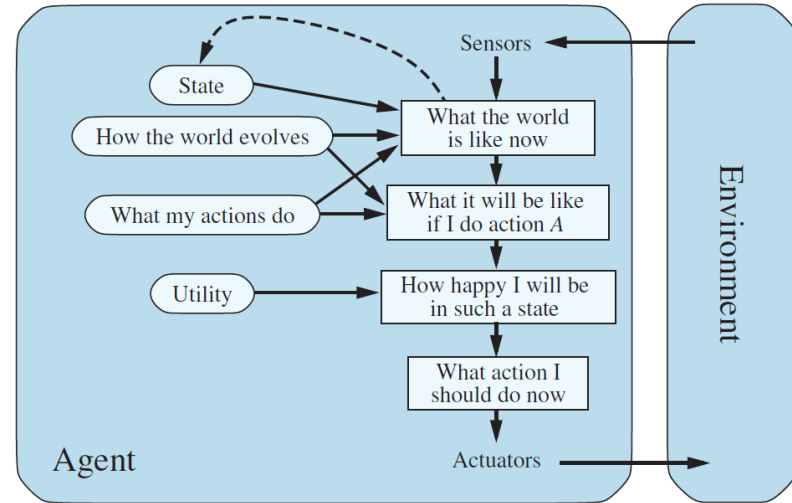 Sensors
State
What the world
is like now
How the world evolves
What it will be like
if I do action A
What my actions do
How happy I will be
in such a state
Utility
What action I
should do now
Agent
Actuators
Environment